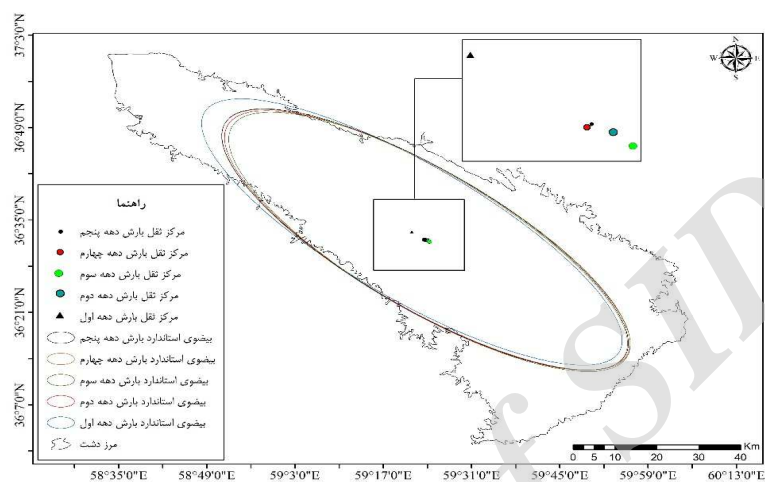 37°3'0"N
36°49'0"N
36°33'0"N
36°21'0"N
36°7'0"N
N
W
E
S
راهنما
مرکز ثقل بارش دهه پنجم
مرکز ثقل بارش دهه چهارم
مرکز ثقل بارش دهه سوم
مرکز ثقل بارش دهه دوم
مرکز ثقل بارش دهه اول
بیضوی استاندارد بارش دهه پنجم
بیضوی استاندارد بارش دهه چهارم
بیضوی استاندارد بارش دهه سوم
بیضوی استاندارد بارش دهه دوم
بیضوی استاندارد بارش دهه اول
مرز دشت
Km
0 5 10 20 30 40
58°35'0"E 58°49'0"E 59°3'0"E 59°17'0"E 59°31'0"E 59°45'0"E 59°59'0"E 60°13'0"E
f SID